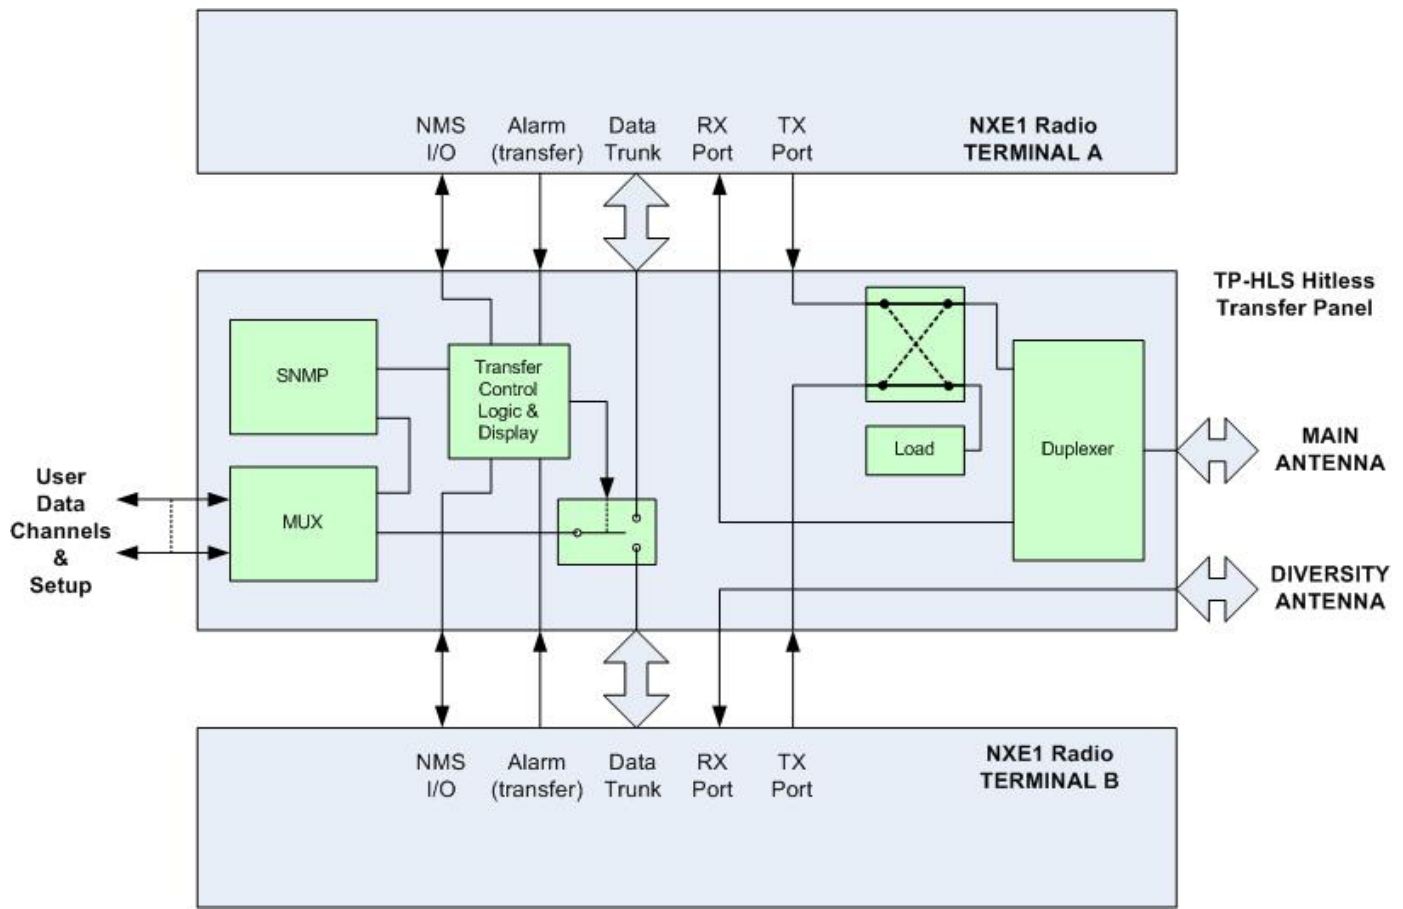 NMS
I/O
Alarm
(transfer)
Data
Trunk
RX
Port
TX
Port
NXE1 Radio
TERMINAL A
TP-HLS Hitless
Transfer Panel
SNMP
Transfer
Control
Logic &
Display
Load
Duplexer
MAIN
ANTENNA
User
Data
Channels
&
Setup
MUX
DIVERSITY
ANTENNA
NMS
I/O
Alarm
(transfer)
Data
Trunk
RX
Port
TX
Port
NXE1 Radio
TERMINAL B